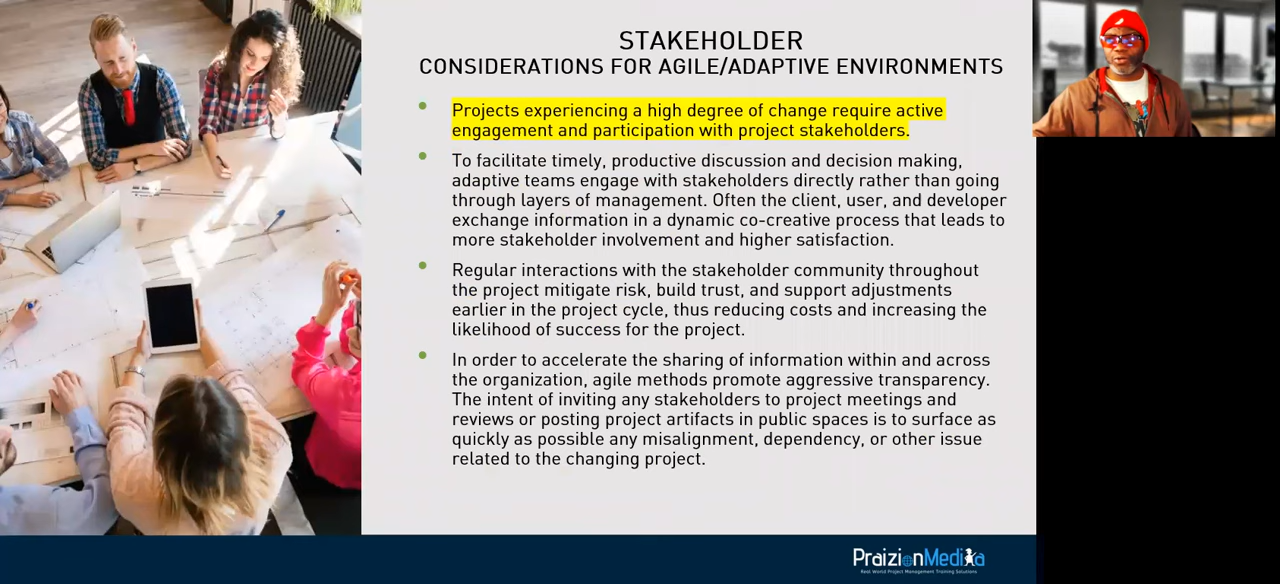 STAKEHOLDER
CONSIDERATIONS FOR AGILE/ADAPTIVE ENVIRONMENTS
Projects experiencing a high degree of change require active
engagement and participation with project stakeholders.
To facilitate timely, productive discussion and decision making,
adaptive teams engage with stakeholders directly rather than going
through layers of management. Often the client, user, and developer
exchange information in a dynamic co-creative process that leads to
more stakeholder involvement and higher satisfaction.
Regular interactions with the stakeholder community throughout
the project mitigate risk, build trust, and support adjustments
earlier in the project cycle, thus reducing costs and increasing the
likelihood of success for the project.
In order to accelerate the sharing of information within and across
the organization, agile methods promote aggressive transparency.
The intent of inviting any stakeholders to project meetings and
reviews or posting project artifacts in public spaces is to surface as
quickly as possible any misalignment, dependency, or other issue
related to the changing project.
PraizionMedia
Real World Project Management Training Solutions